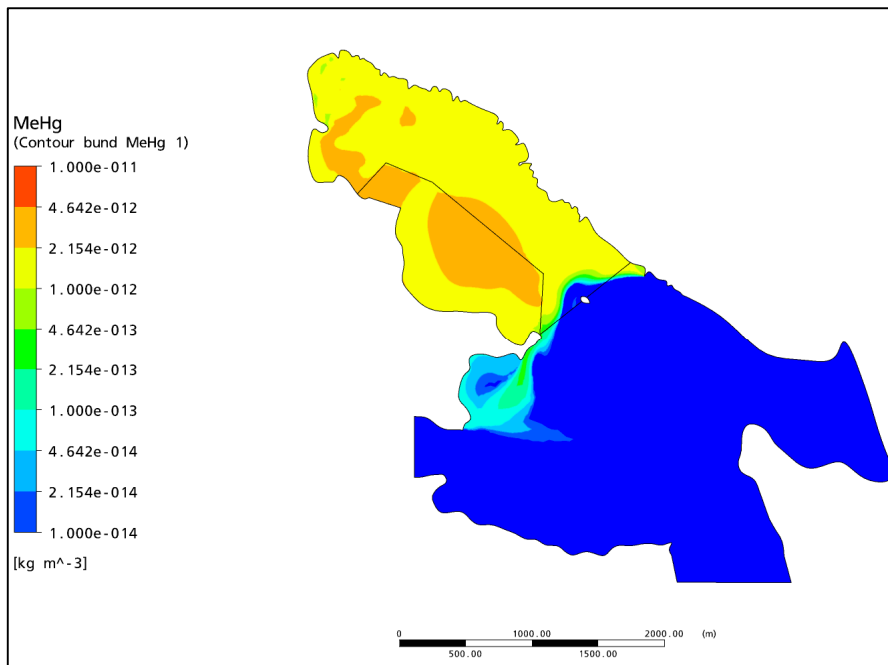 MeHg
(Contour bund MeHg 1)
1.000e-011
4.642e-012
2.154e-012
1.000e-012
4.642e-013
2.154e-013
1.000e-013
4.642e-014
2.154e-014
1.000e-014
[kg m^-3]
0 1000.00 2000.00 (m)
500.00 1500.00